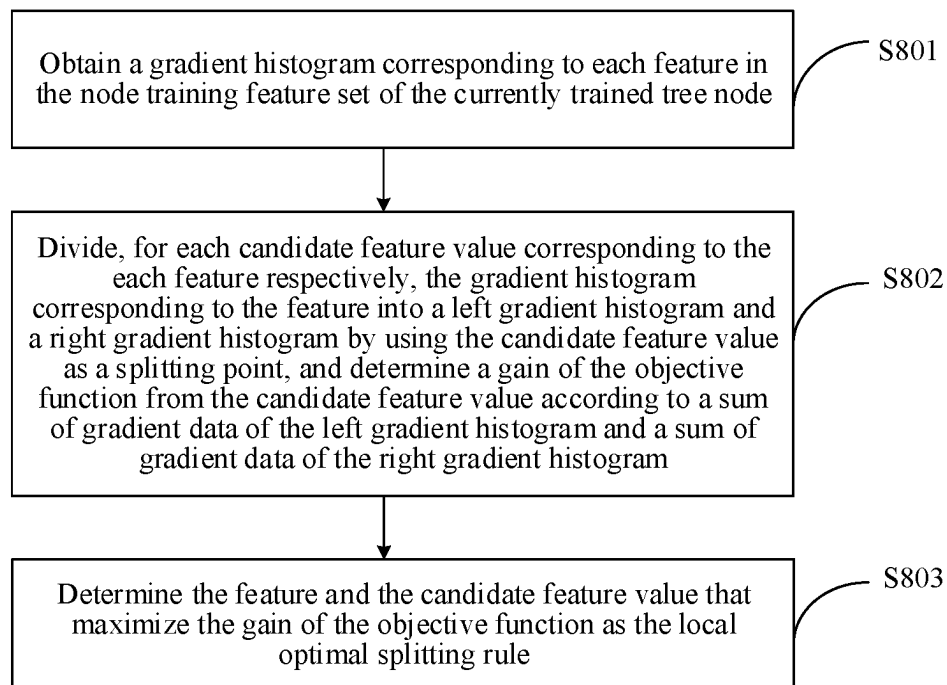 Obtain a gradient histogram corresponding to each feature in
the node training feature set of the currently trained tree node
S801
Divide, for each candidate feature value corresponding to the
each feature respectively, the gradient histogram
corresponding to the feature into a left gradient histogram and
a right gradient histogram by using the candidate feature value
as a splitting point, and determine a gain of the objective
function from the candidate feature value according to a sum
of gradient data of the left gradient histogram and a sum of
gradient data of the right gradient histogram
S802
Determine the feature and the candidate feature value that
maximize the gain of the objective function as the local
optimal splitting rule
S803